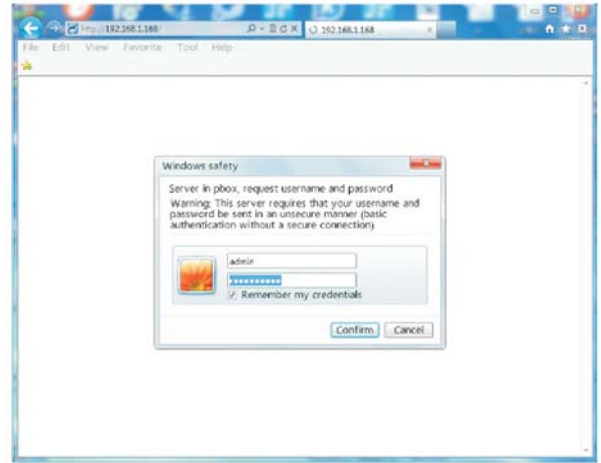 http://192.168.1.168/
192.168.1.168
File Edit View Favorite Tool Help
Windows safety
Server in pbox, request username and password
Warning: This server requires that your username and
password be sent in an unsecure manner (basic
authentication without a secure connection)
admin
••••••••••
Remember my credentials
Confirm Cancel